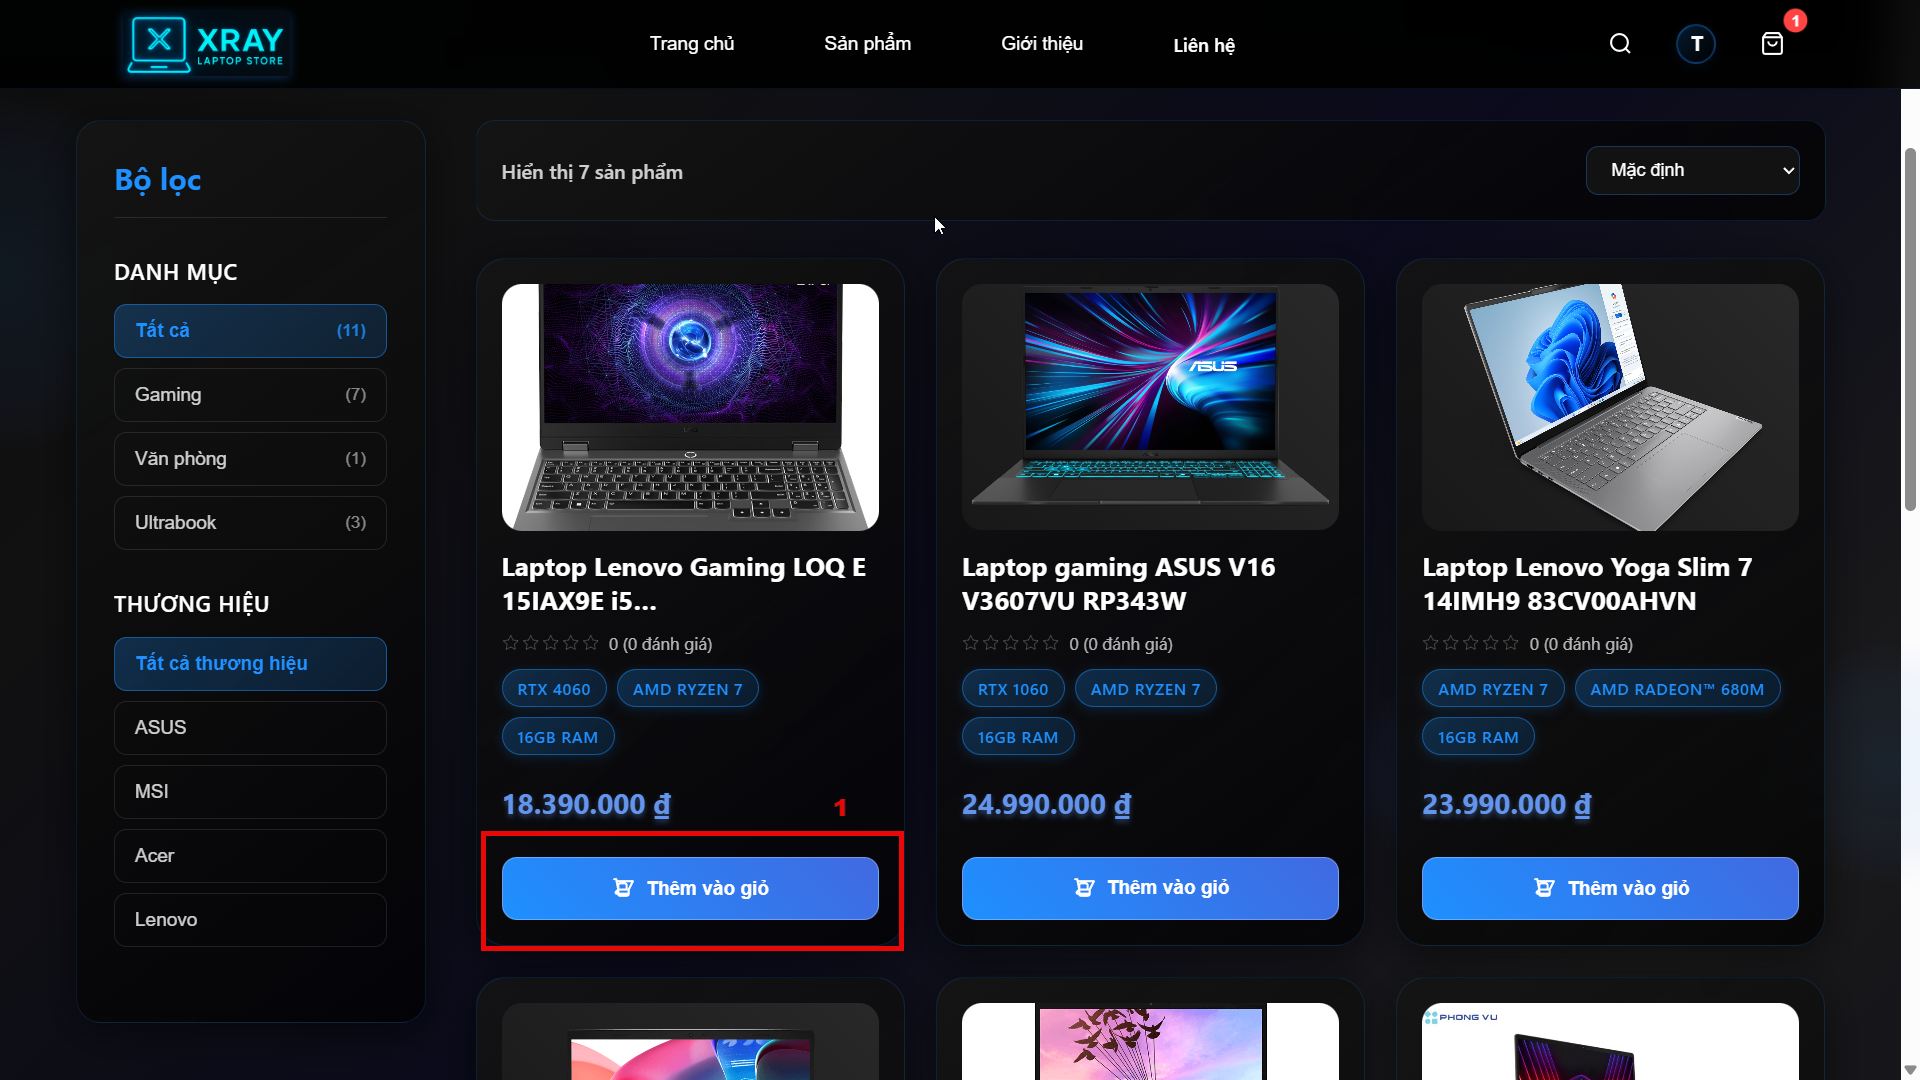 XRAY
LAPTOP STORE
Trang chủ
Sản phẩm
Giới thiệu
Liên hệ
T
1
Bộ lọc
DANH MỤC
Tất cả (11)
Gaming (7)
Văn phòng (1)
Ultrabook (3)
THƯƠNG HIỆU
Tất cả thương hiệu
ASUS
MSI
Acer
Lenovo
Hiển thị 7 sản phẩm
Mặc định
Laptop Lenovo Gaming LOQ E
15IAX9E i5...
0 (0 đánh giá)
RTX 4060
AMD RYZEN 7
16GB RAM
18.390.000 ₫
1
Thêm vào giỏ
ASUS
Laptop gaming ASUS V16
V3607VU RP343W
0 (0 đánh giá)
RTX 1060
AMD RYZEN 7
16GB RAM
24.990.000 ₫
Thêm vào giỏ
Laptop Lenovo Yoga Slim 7
14IMH9 83CV00AHVN
0 (0 đánh giá)
AMD RYZEN 7
AMD RADEON™ 680M
16GB RAM
23.990.000 ₫
Thêm vào giỏ
PHONG VU